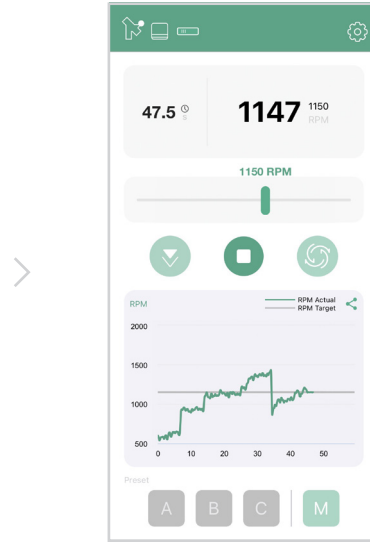 47.5 s
1147 1150
RPM
1150 RPM
RPM
RPM Actual
RPM Target
2000
1500
1000
500
0 10 20 30 40 50
Preset
A B C M